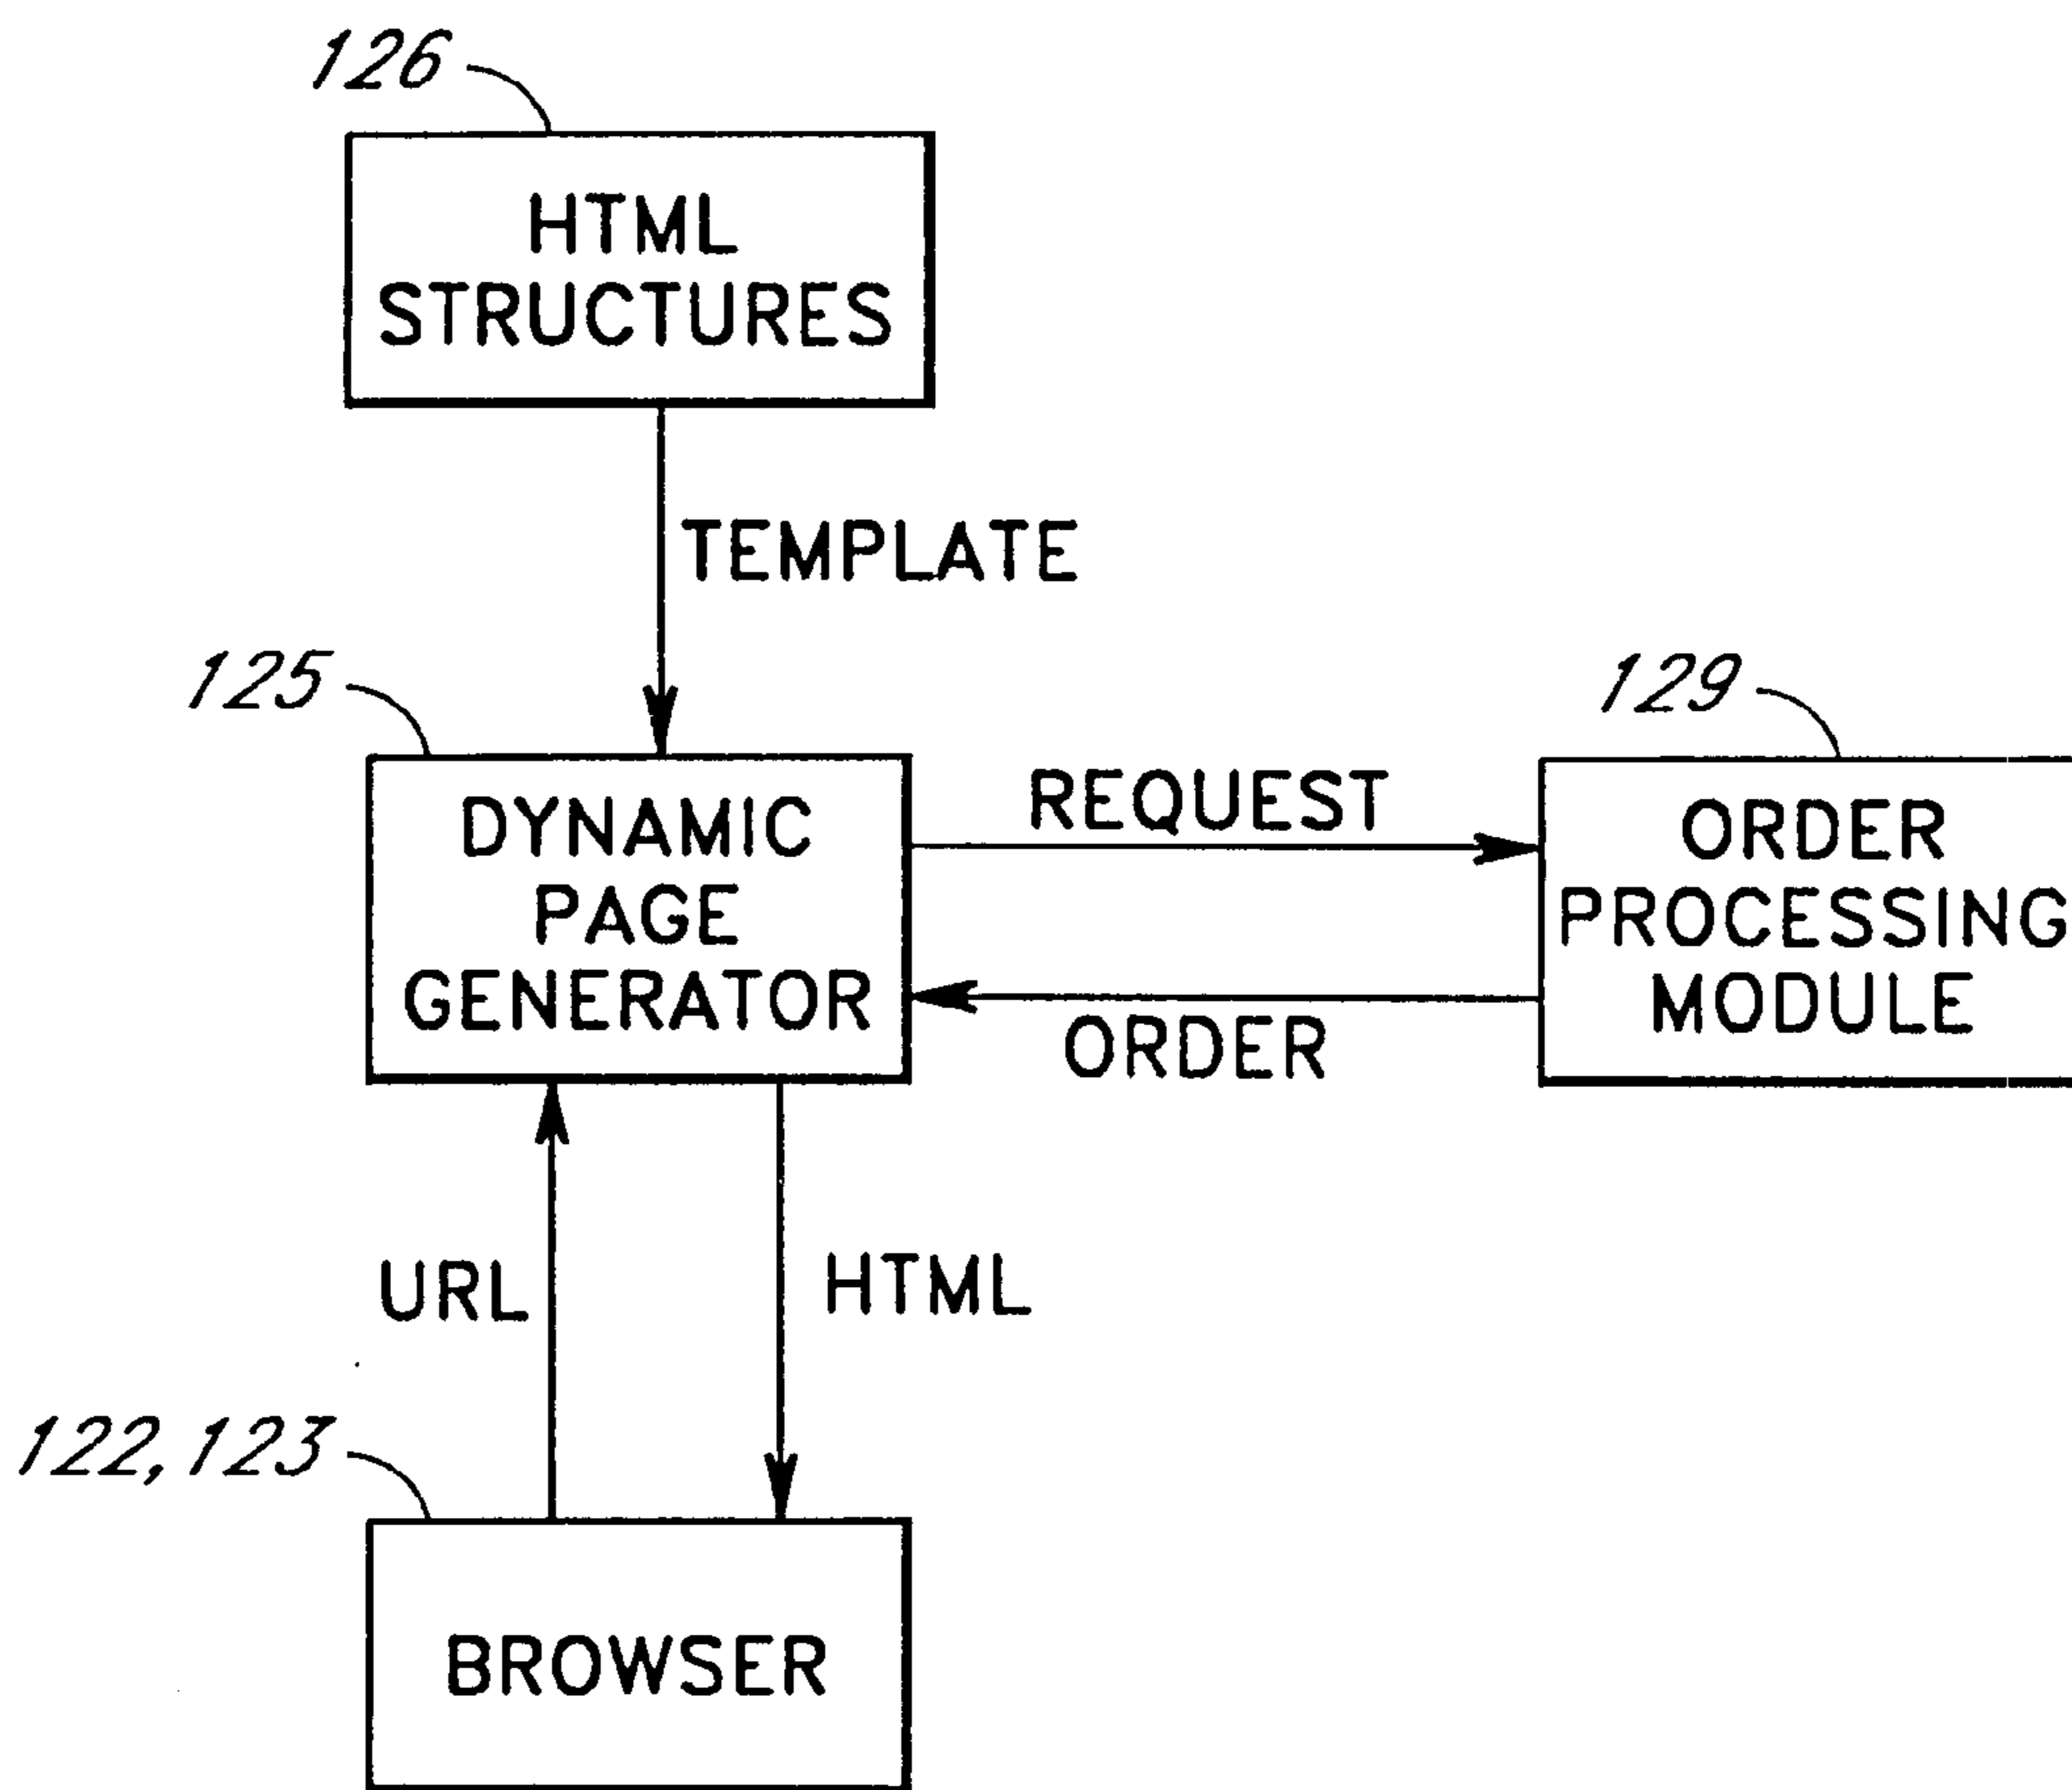 126
HTML
STRUCTURES
TEMPLATE
125
129
DYNAMIC
PAGE
GENERATOR
REQUEST
ORDER
ORDER
PROCESSING
MODULE
URL
HTML
122, 123
BROWSER